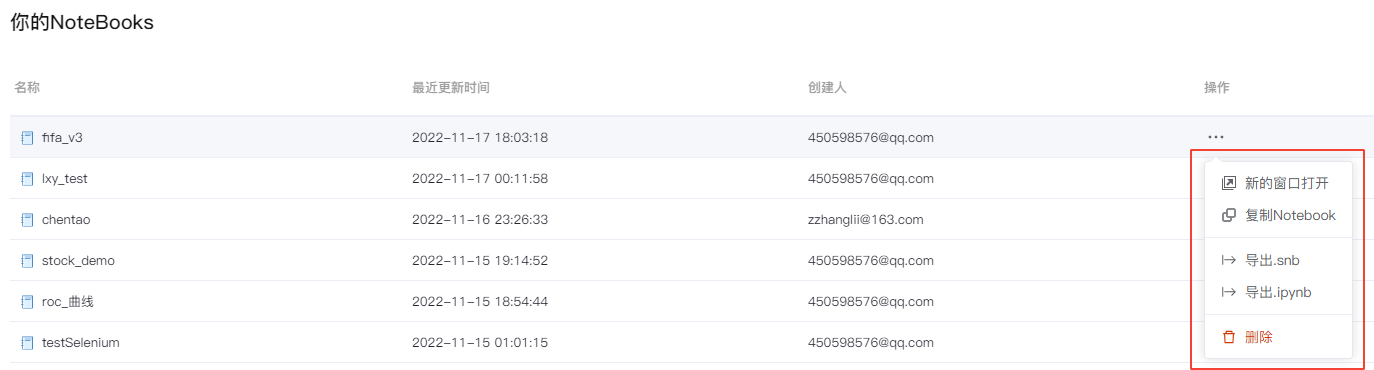 你的NoteBooks
名称 最近更新时间 创建人 操作
fifa_v3 2022-11-17 18:03:18 450598576@qq.com ···
lxy_test 2022-11-17 00:11:58 450598576@qq.com
chentao 2022-11-16 23:26:33 zzhanglii@163.com
stock_demo 2022-11-15 19:14:52 450598576@qq.com
roc_曲线 2022-11-15 18:54:44 450598576@qq.com
testSelenium 2022-11-15 01:01:15 450598576@qq.com
新的窗口打开
复制Notebook
导出.snb
导出.ipynb
删除